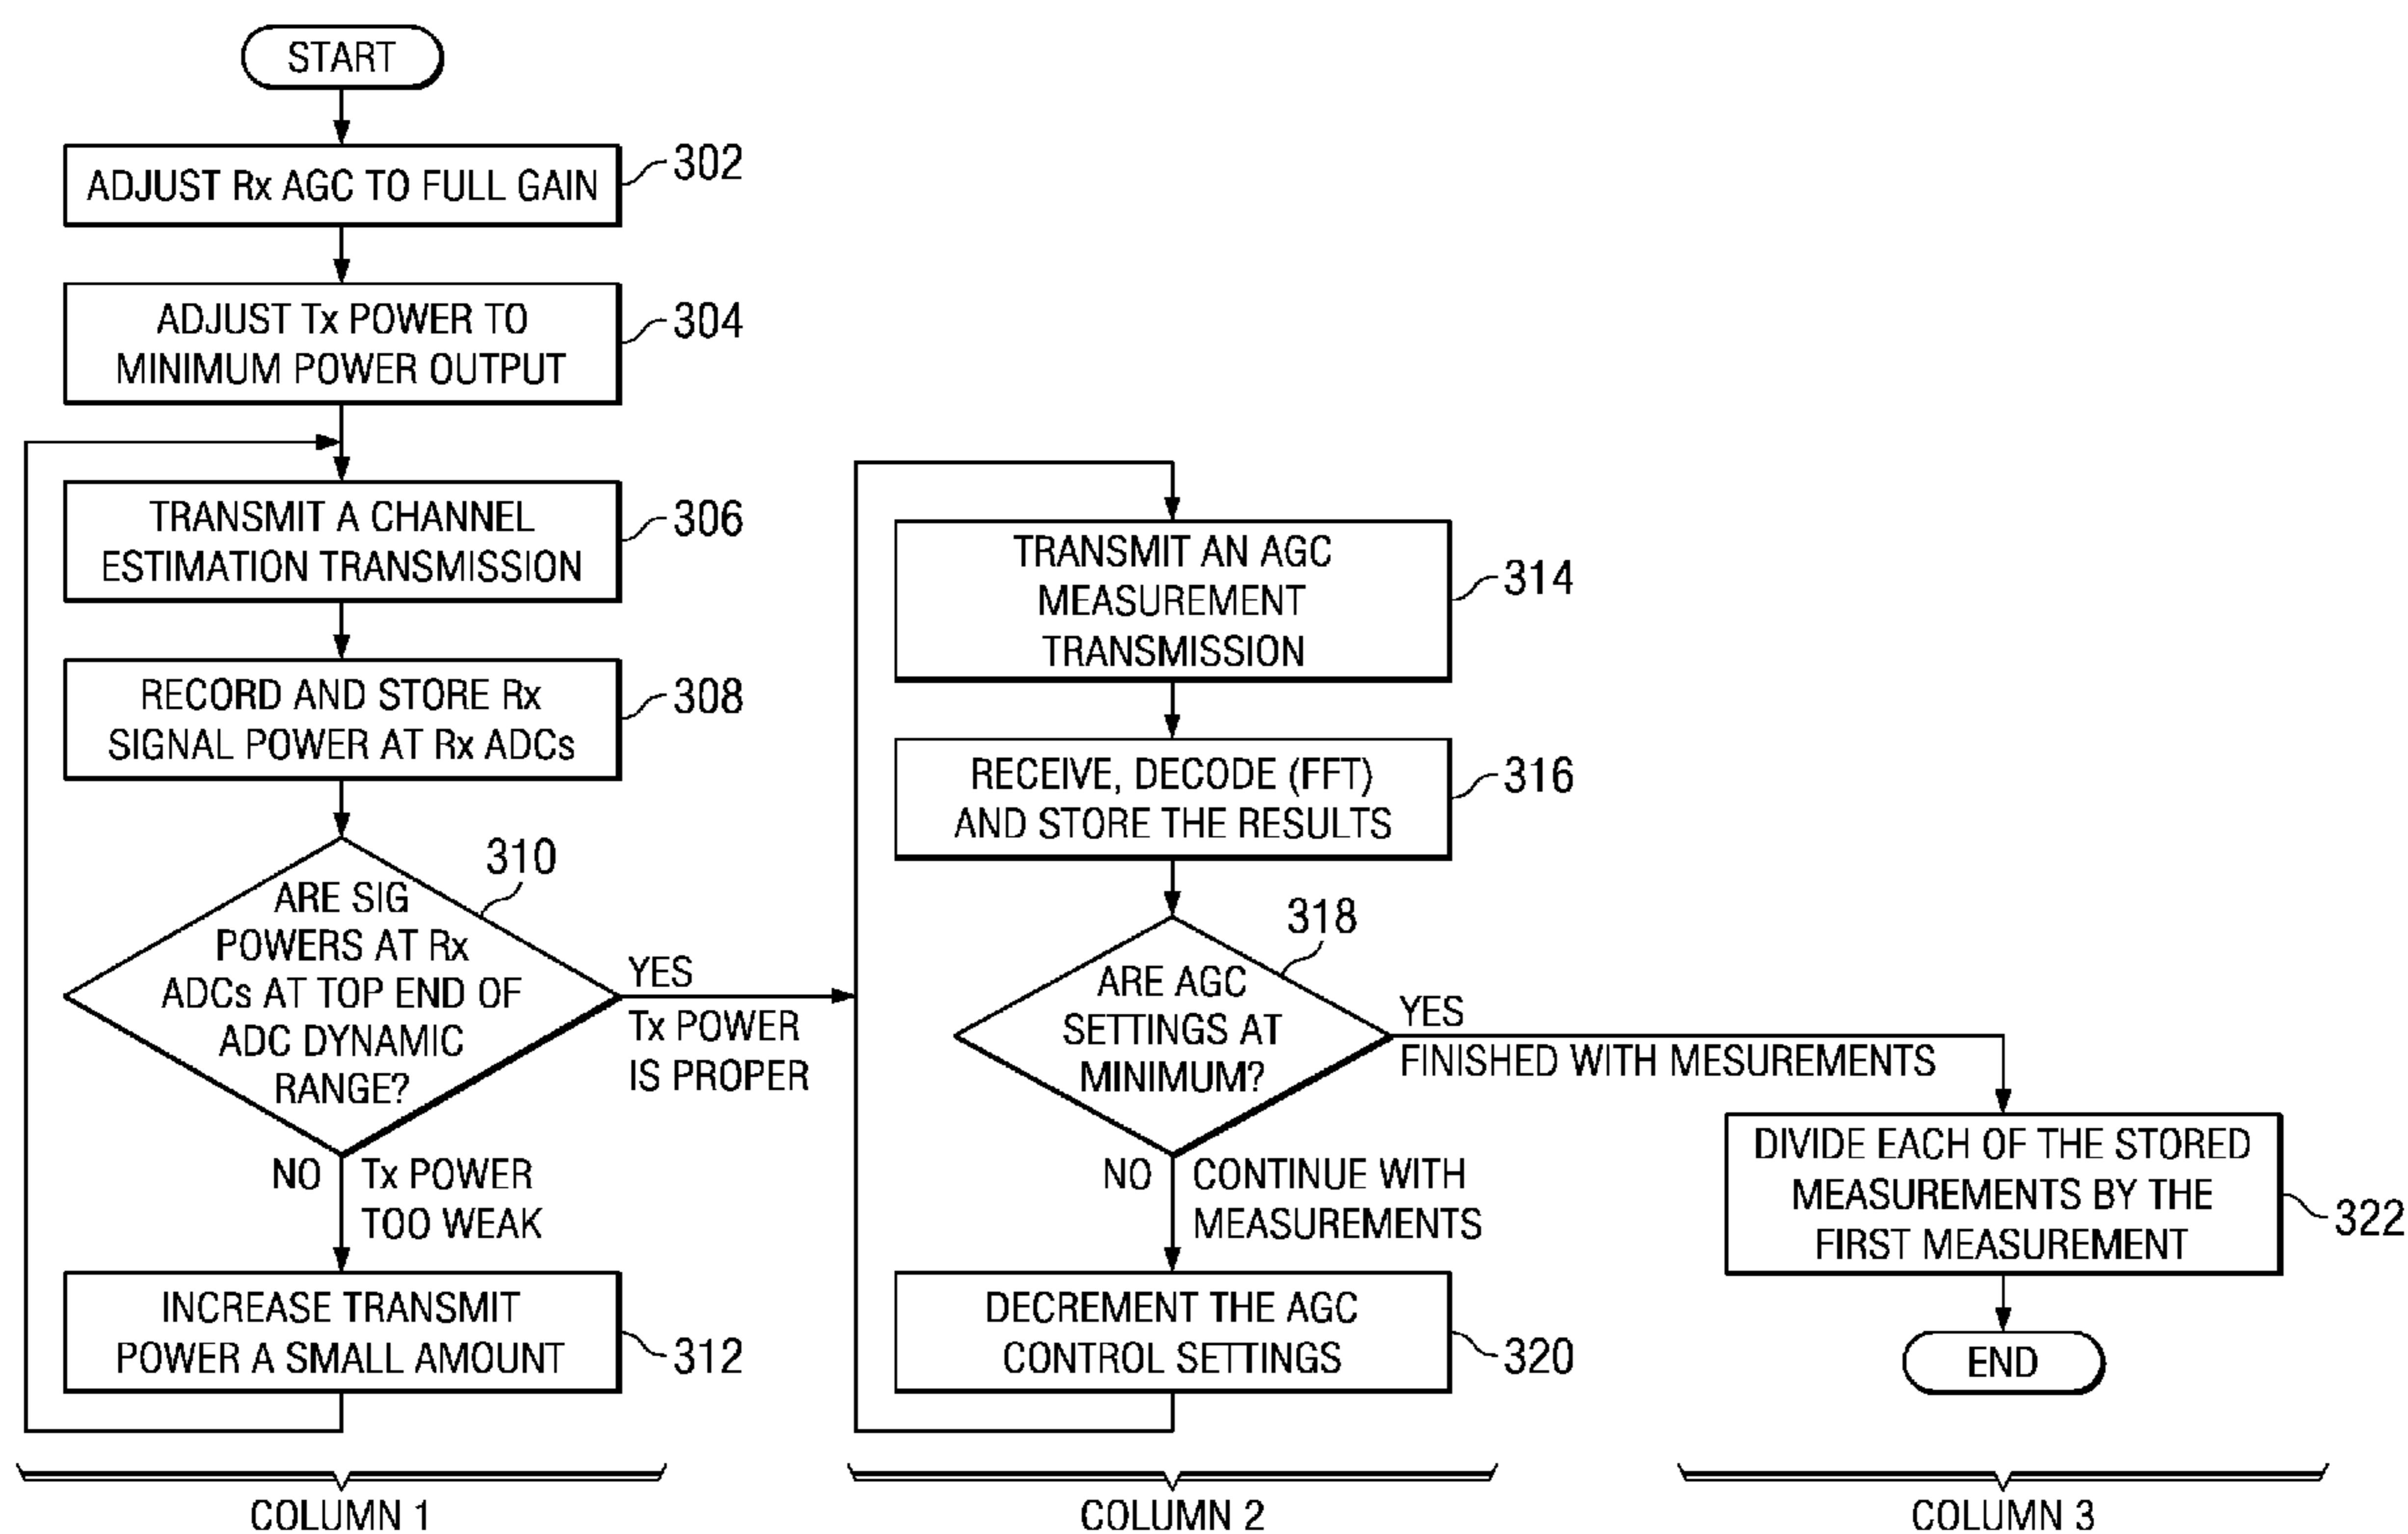 START
ADJUST Rx AGC TO FULL GAIN
302
ADJUST Tx POWER TO
MINIMUM POWER OUTPUT
304
TRANSMIT A CHANNEL
ESTIMATION TRANSMISSION
306
RECORD AND STORE Rx
SIGNAL POWER AT Rx ADCs
308
310
ARE SIG
POWERS AT Rx
ADCs AT TOP END OF
ADC DYNAMIC
RANGE?
YES
Tx POWER
IS PROPER
NO
Tx POWER
TOO WEAK
INCREASE TRANSMIT
POWER A SMALL AMOUNT
312
COLUMN 1
TRANSMIT AN AGC
MEASUREMENT
TRANSMISSION
314
RECEIVE, DECODE (FFT)
AND STORE THE RESULTS
316
318
ARE AGC
SETTINGS AT
MINIMUM?
YES
FINISHED WITH MESUREMENTS
NO
CONTINUE WITH
MEASUREMENTS
DECREMENT THE AGC
CONTROL SETTINGS
320
COLUMN 2
DIVIDE EACH OF THE STORED
MEASUREMENTS BY THE
FIRST MEASUREMENT
322
END
COLUMN 3